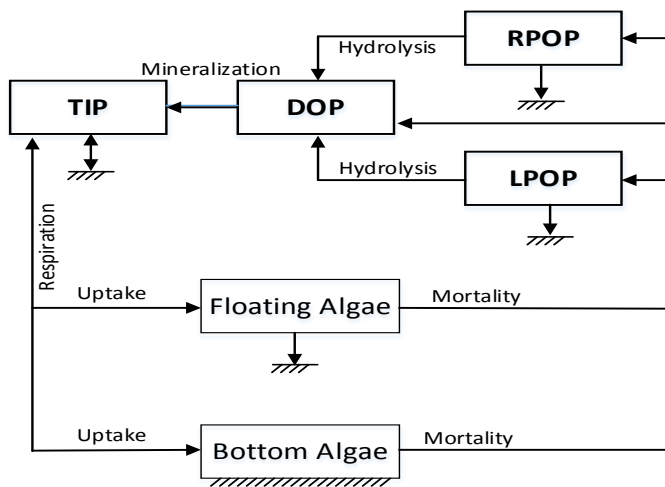 RPOP
Hydrolysis
Mineralization
TIP
DOP
Hydrolysis
LPOP
Respiration
Uptake
Floating Algae
Mortality
Uptake
Bottom Algae
Mortality